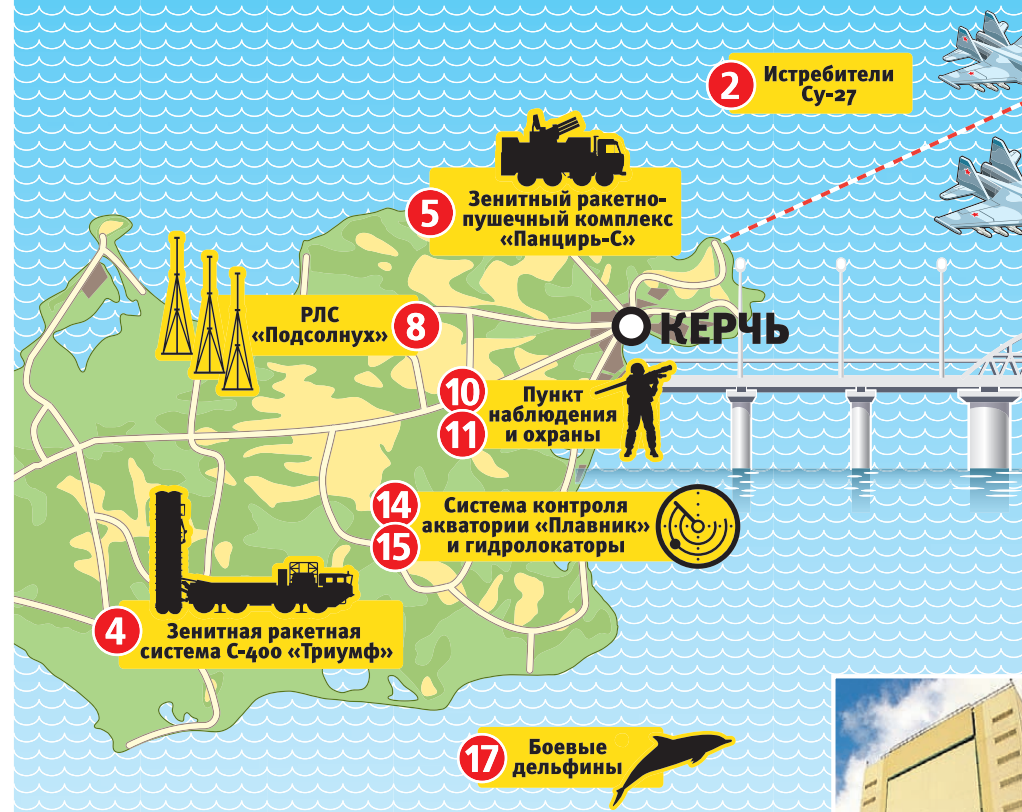 2
Истребители
Су-27
5
Зенитный ракетно-
пушечный комплекс
«Панцирь-С»
РЛС
«Подсолнух»
8
КЕРЧЬ
10
11
Пункт
наблюдения
и охраны
14
15
Система контроля
акватории «Плавник»
и гидролокаторы
4
Зенитная ракетная
система С-400 «Триумф»
17
Боевые
дельфины